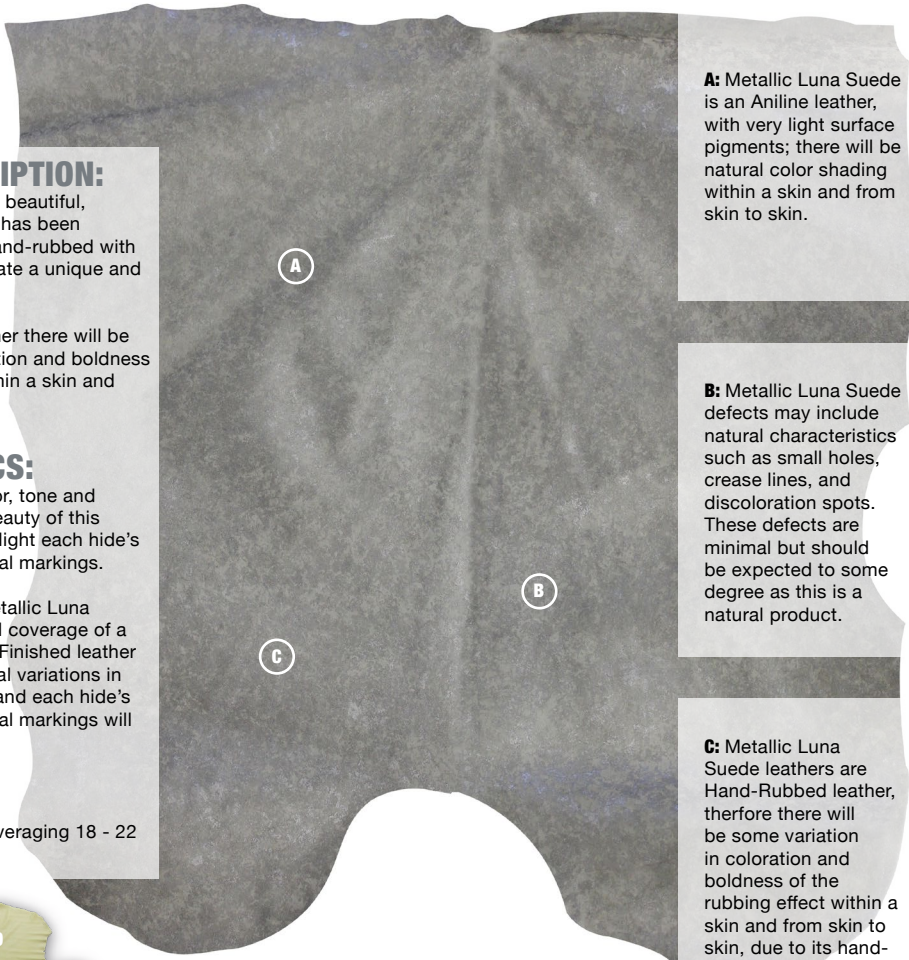 IPTION:
beautiful,
has been
and-rubbed with
ate a unique and
er there will be
tion and boldness
hin a skin and
CS:
or, tone and
eauty of this
light each hide's
al markings.
etallic Luna
d coverage of a
Finished leather
al variations in
and each hide's
al markings will
veraging 18 - 22
A
B
C
A: Metallic Luna Suede
is an Aniline leather,
with very light surface
pigments; there will be
natural color shading
within a skin and from
skin to skin.
B: Metallic Luna Suede
defects may include
natural characteristics
such as small holes,
crease lines, and
discoloration spots.
These defects are
minimal but should
be expected to some
degree as this is a
natural product.
C: Metallic Luna
Suede leathers are
Hand-Rubbed leather,
therfore there will
be some variation
in coloration and
boldness of the
rubbing effect within a
skin and from skin to
skin, due to its hand-